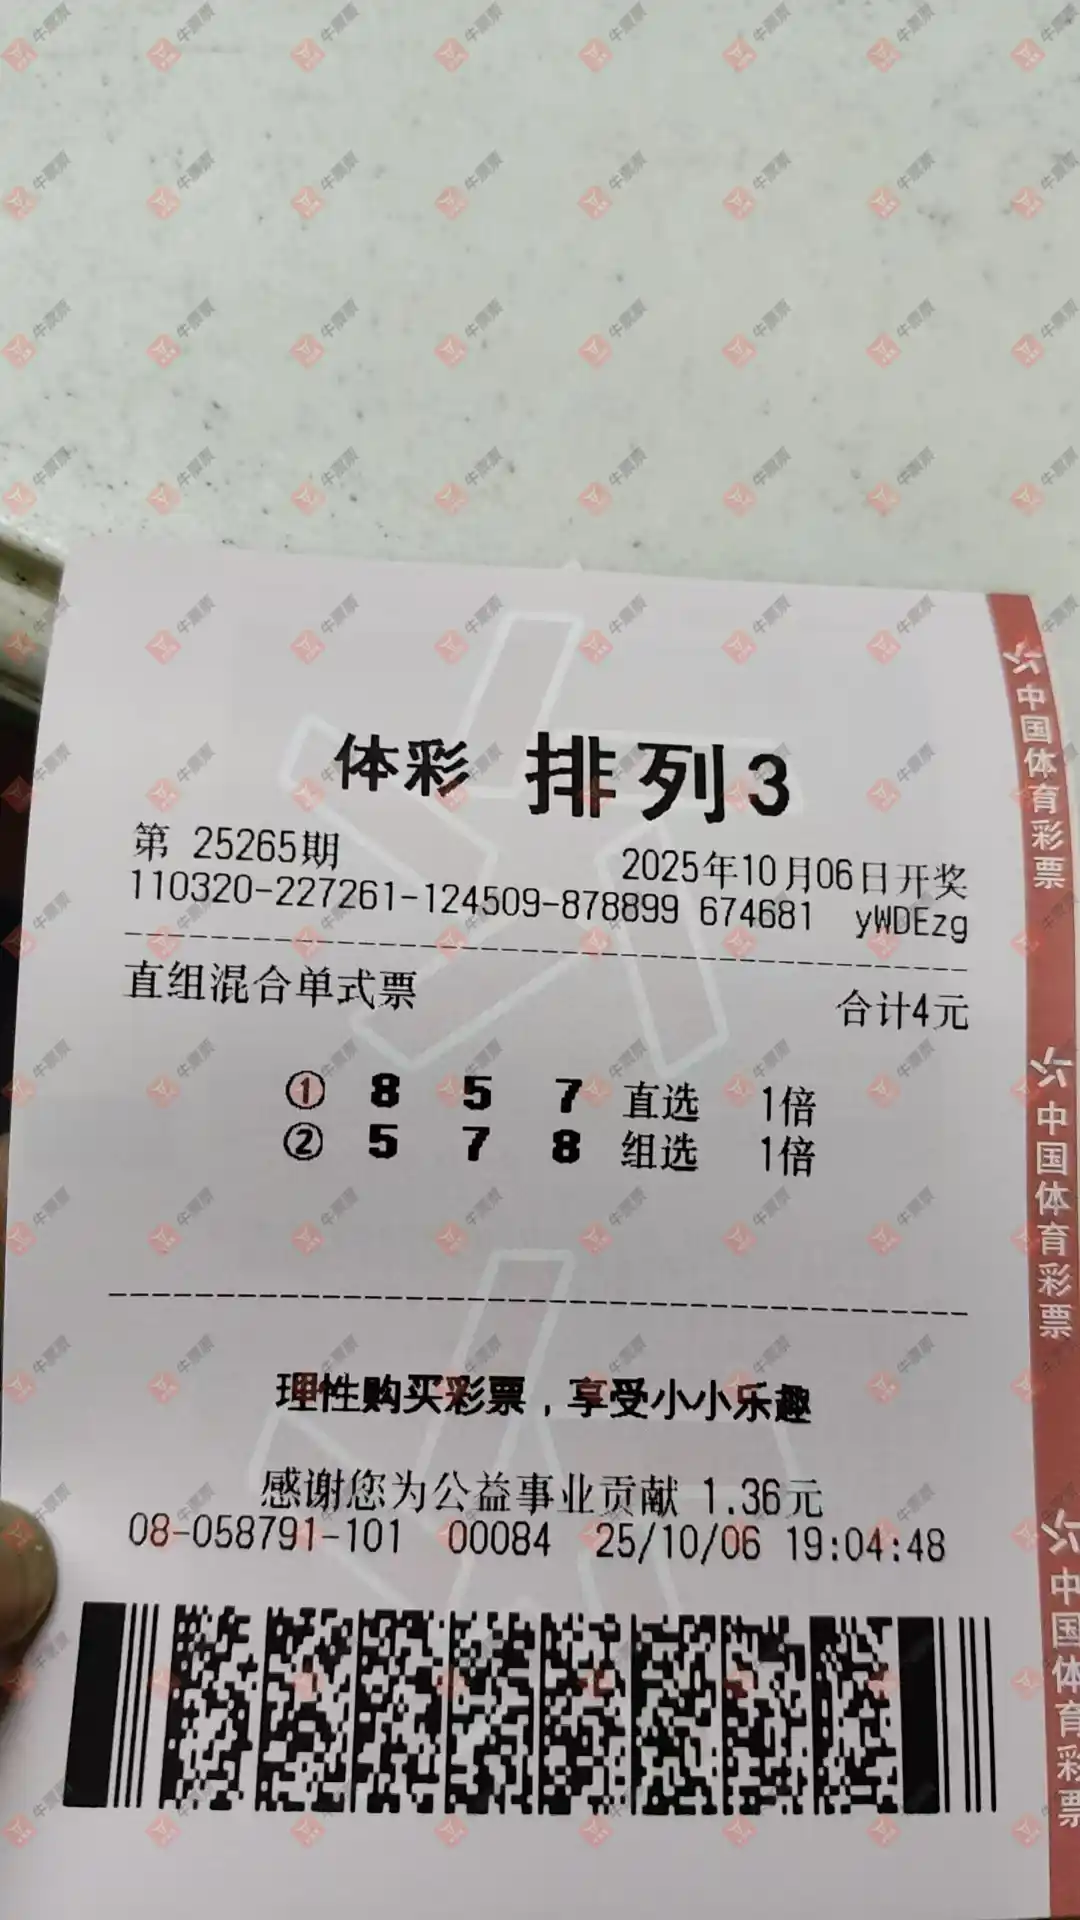 体彩 排列3
第 25265期
2025年10月06日开奖
110320-227261-124509-878899 674681 yWDEzg
直组混合单式票
合计4元
① 8 5 7 直选 1倍
② 5 7 8 组选 1倍
理性购买彩票，享受小小乐趣
感谢您为公益事业贡献 1.36元
08-058791-101 00084 25/10/06 19:04:48
中国体育彩票
中国体育彩票
中国体育彩票
牛票票